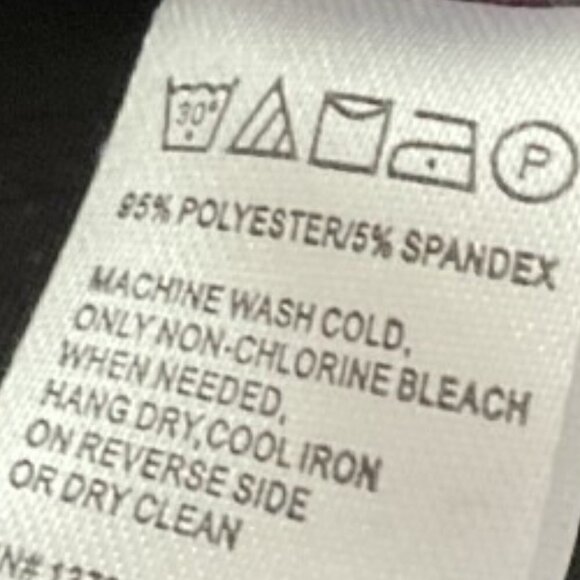 30°
P
95% POLYESTER/5% SPANDEX
MACHINE WASH COLD,
ONLY NON-CHLORINE BLEACH
WHEN NEEDED,
HANG DRY,COOL IRON
ON REVERSE SIDE
OR DRY CLEAN